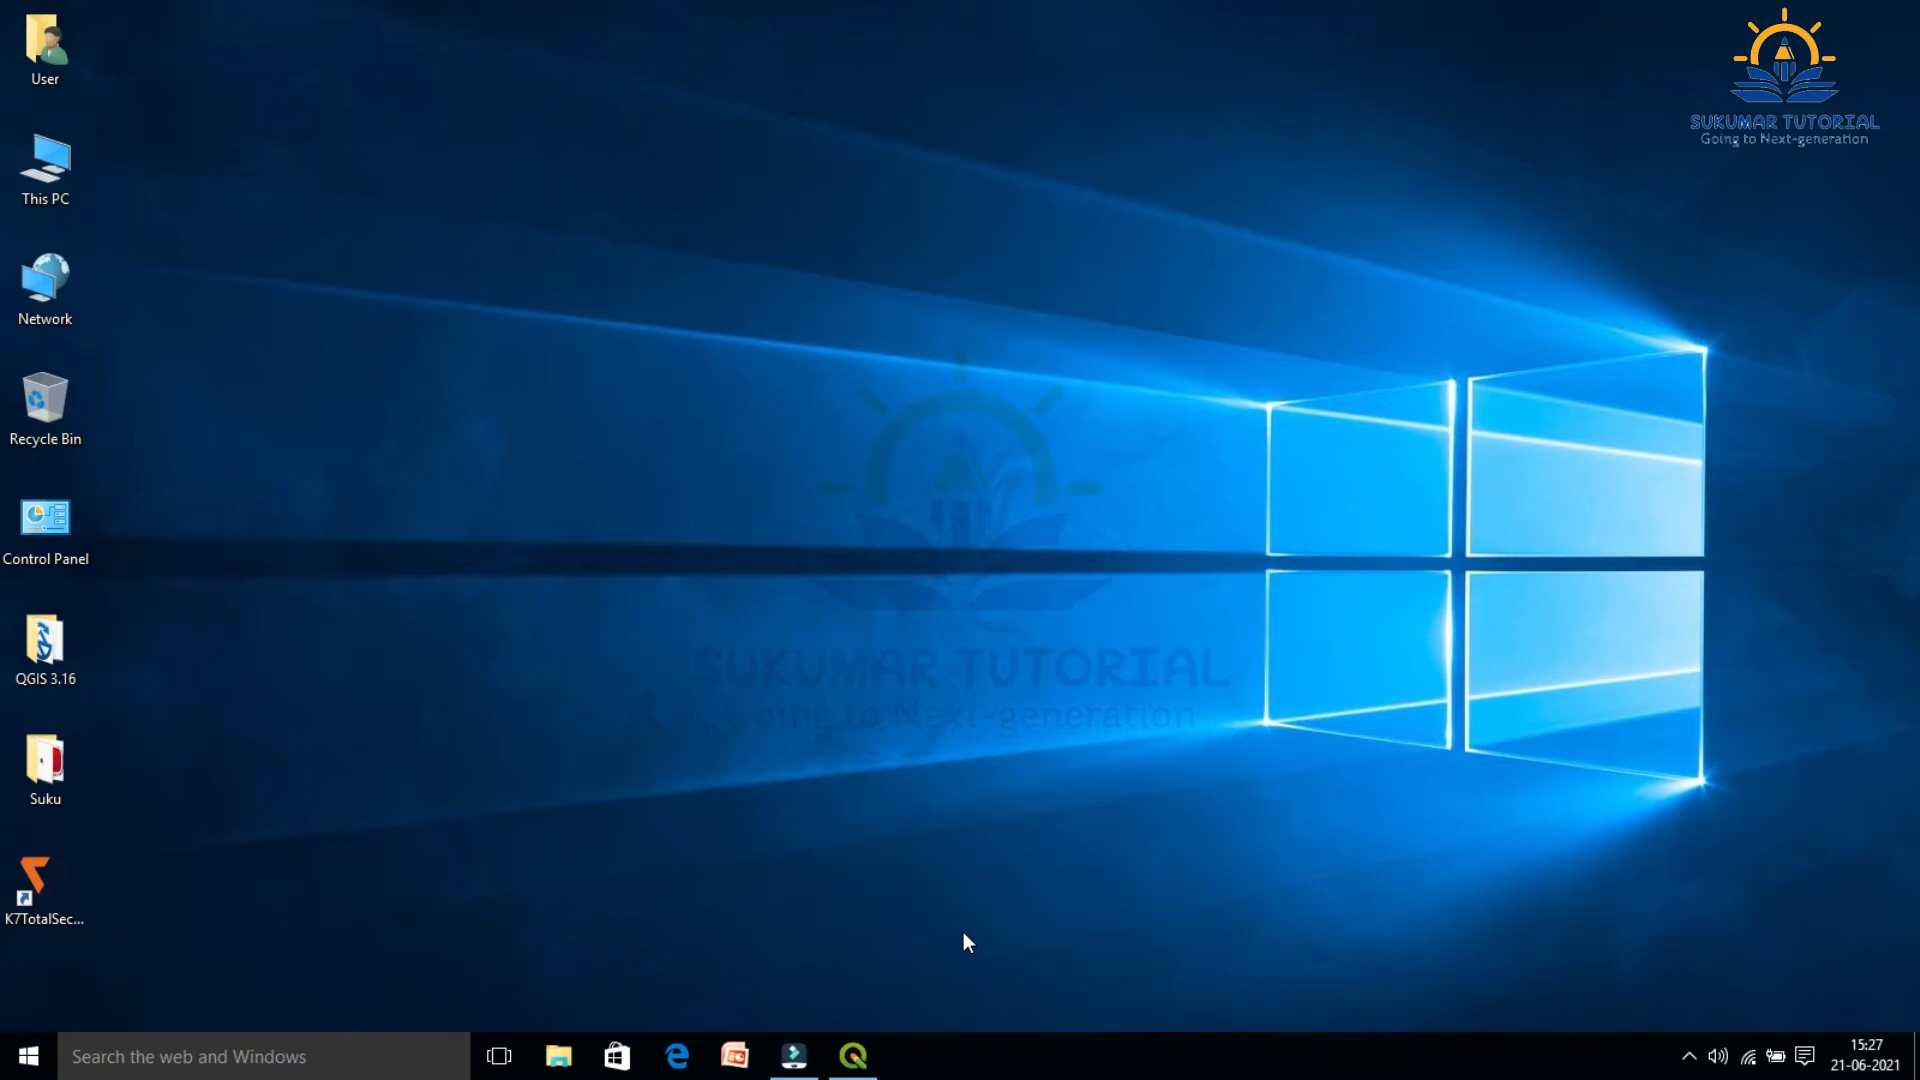 User
This PC
Network
Recycle Bin
Control Panel
QGIS 3.16
Suku
K7TotalSec...
SUKUMAR TUTORIAL
Going to Next-generation
SUKUMAR TUTORIAL
Going to Next-generation
Search the web and Windows
15:27
21-06-2021